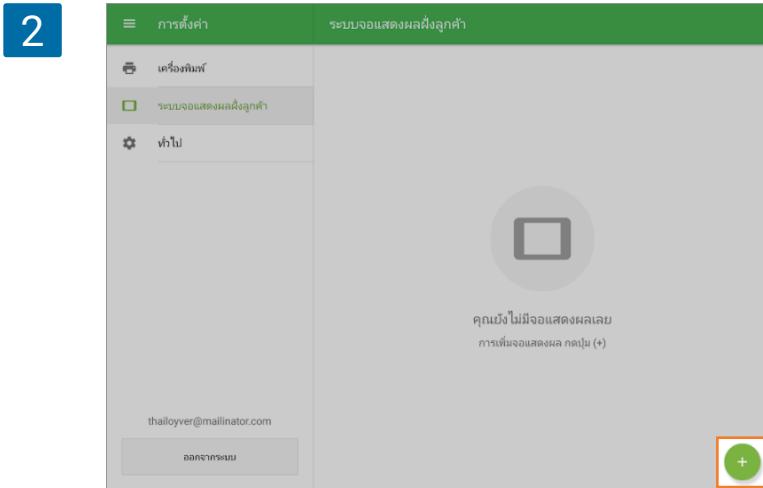 2
การตั้งค่า
ระบบจอแสดงผลฝั่งลูกค้า
เครื่องพิมพ์
ระบบจอแสดงผลฝั่งลูกค้า
ทั่วไป
คุณยังไม่มีจอแสดงผลเลย
การเพิ่มจอแสดงผล กดปุ่ม (+)
thailoyver@mailinator.com
ออกจากระบบ
+